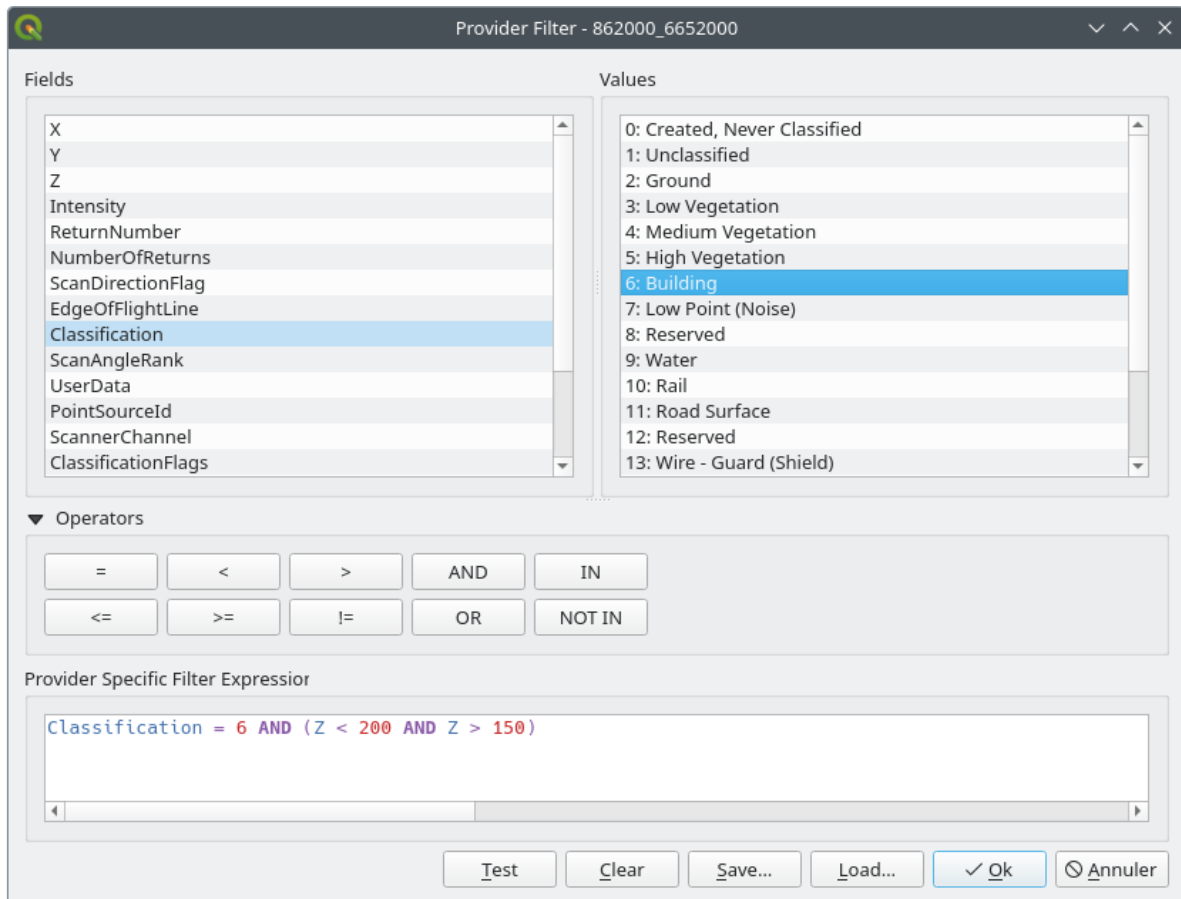 Provider Filter - 862000_6652000
Fields
Values
X
Y
Z
Intensity
ReturnNumber
NumberOfReturns
ScanDirectionFlag
EdgeOfFlightLine
Classification
ScanAngleRank
UserData
PointSourceId
ScannerChannel
ClassificationFlags
0: Created, Never Classified
1: Unclassified
2: Ground
3: Low Vegetation
4: Medium Vegetation
5: High Vegetation
6: Building
7: Low Point (Noise)
8: Reserved
9: Water
10: Rail
11: Road Surface
12: Reserved
13: Wire - Guard (Shield)
Operators
= < > AND IN
<= >= != OR NOT IN
Provider Specific Filter Expression
Classification = 6 AND (Z < 200 AND Z > 150)
Test Clear Save... Load... Ok Annuler